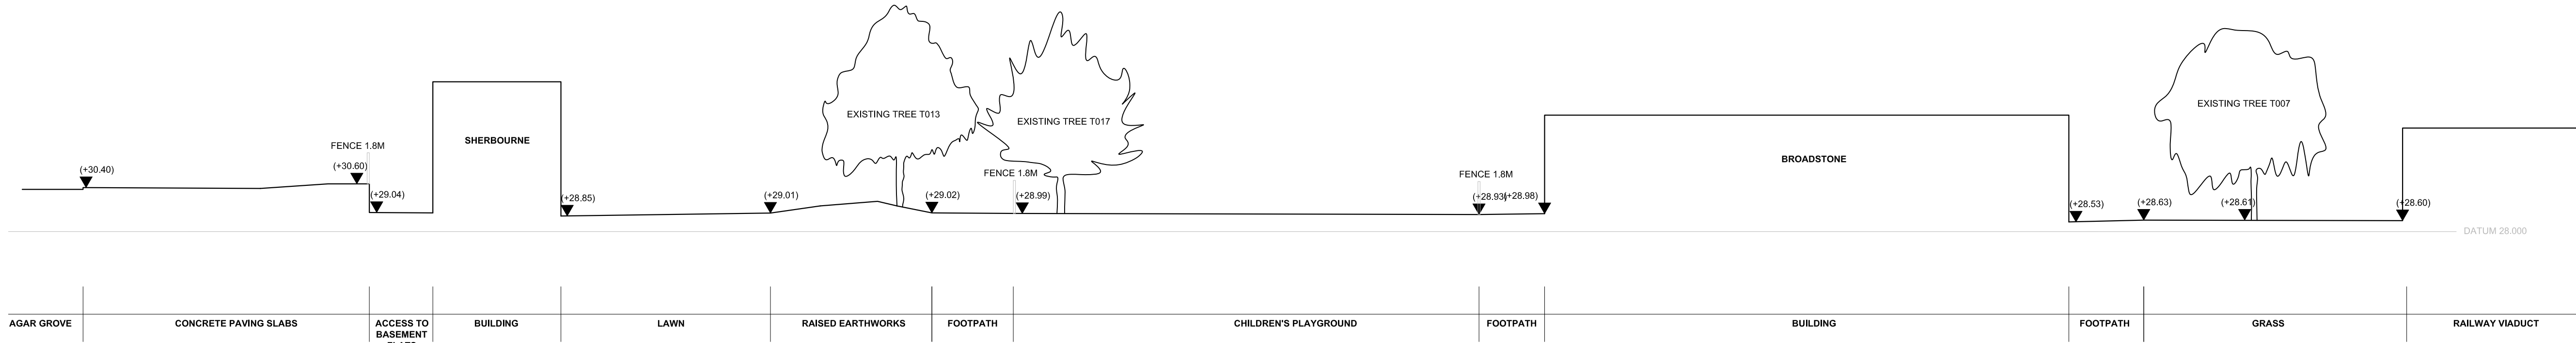 EXISTING TREE T007
EXISTING TREE T013
EXISTING TREE T017
SHERBOURNE
FENCE 1.8M
BROADSTONE
(+30.60)
(+30.40)
FENCE 1.8M
FENCE 1.8M
(+29.04)
(+28.85)
(+29.01)
(+29.02)
(+28.99)
(+28.93)
(+28.98)
(+28.53)
(+28.63)
(+28.61)
(+28.60)
DATUM 28.000
AGAR GROVE
CONCRETE PAVING SLABS
ACCESS TO
BASEMENT
BUILDING
LAWN
RAISED EARTHWORKS
FOOTPATH
CHILDREN'S PLAYGROUND
FOOTPATH
BUILDING
FOOTPATH
GRASS
RAILWAY VIADUCT